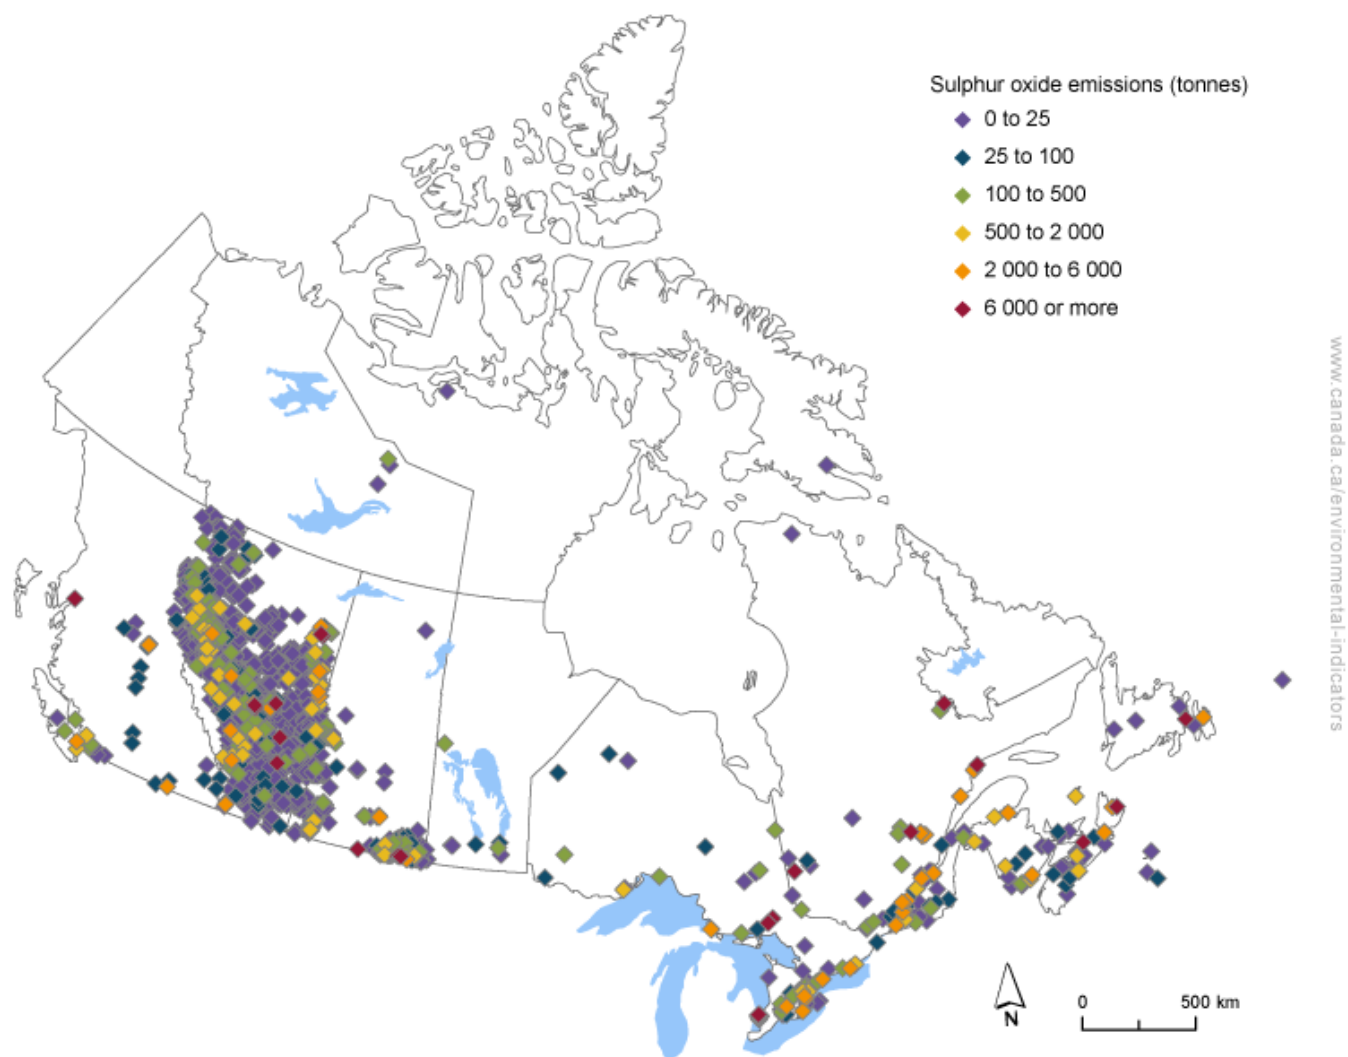 Sulphur oxide emissions (tonnes)
0 to 25
25 to 100
100 to 500
500 to 2 000
2 000 to 6 000
6 000 or more
www.canada.ca/environmental-indicators
N
0 500 km